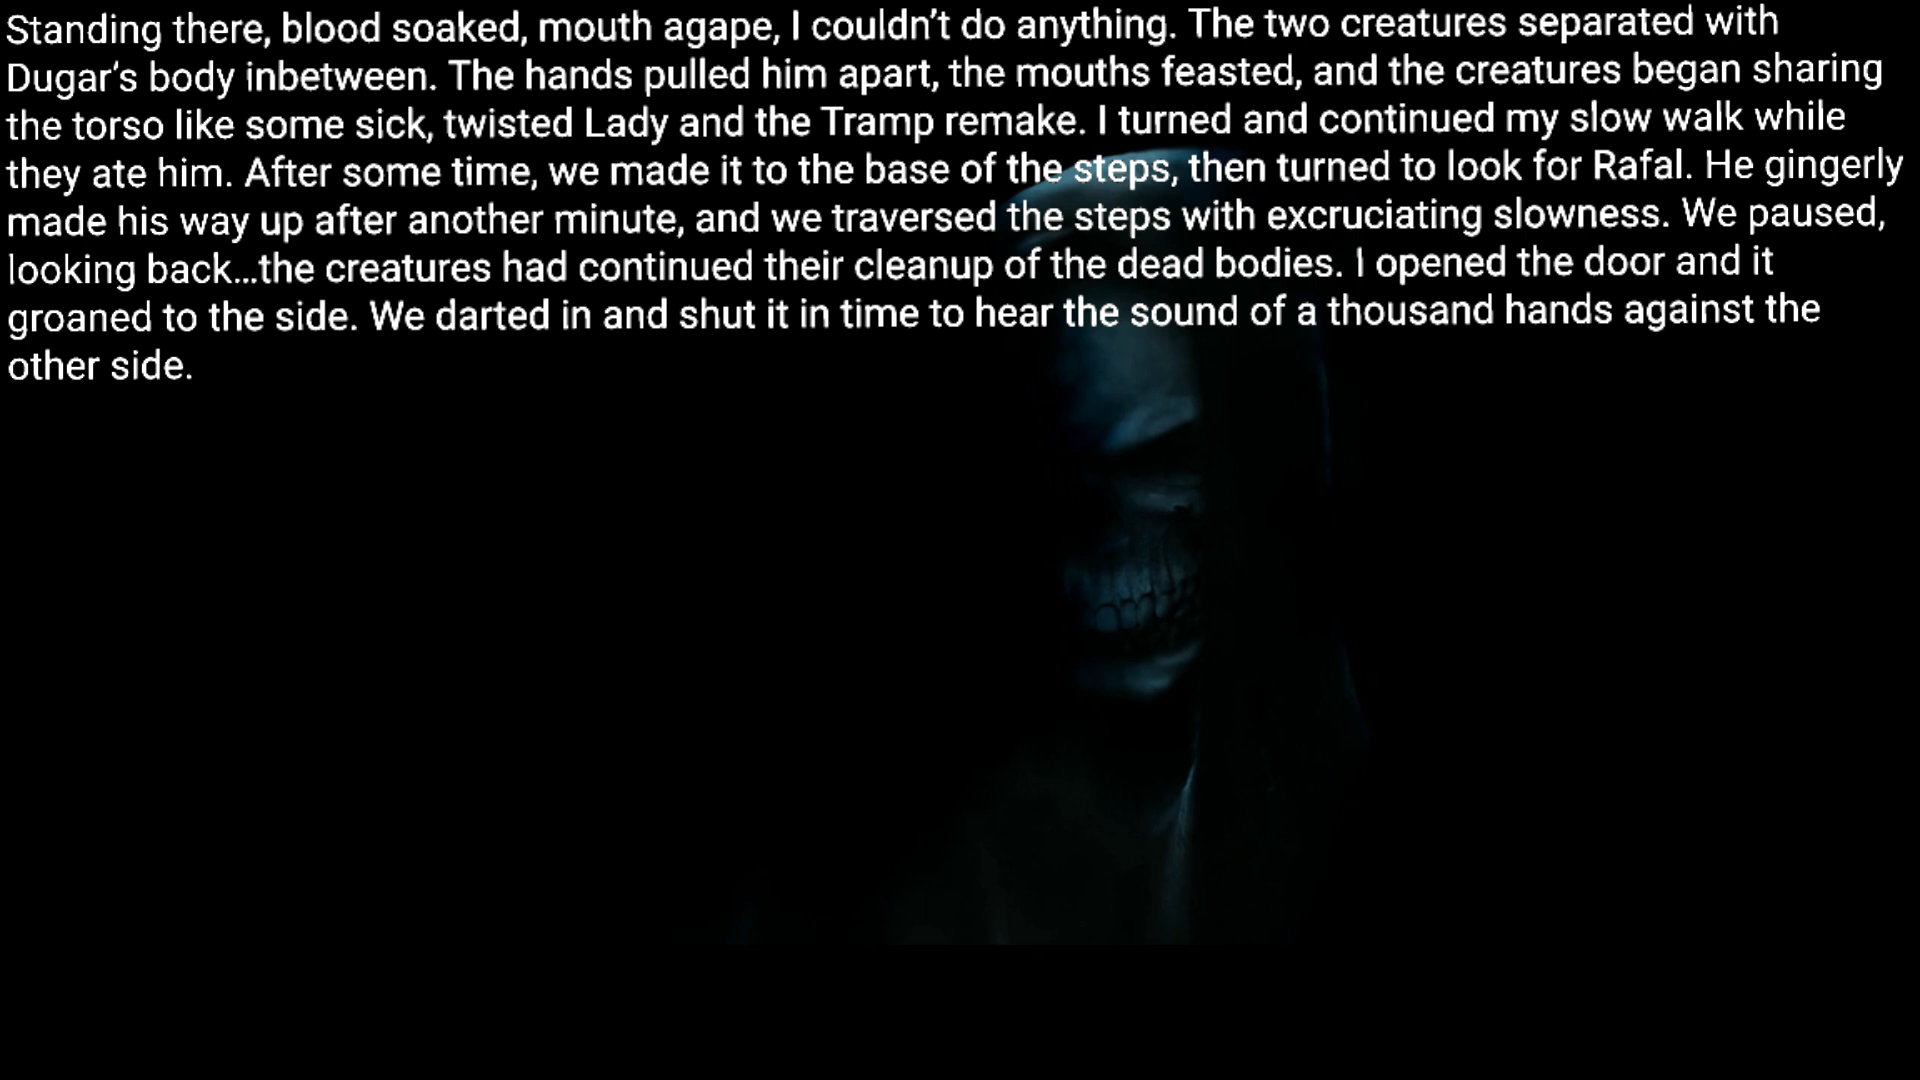 Standing there, blood soaked, mouth agape, I couldn’t do anything. The two creatures separated with
Dugar’s body inbetween. The hands pulled him apart, the mouths feasted, and the creatures began sharing
the torso like some sick, twisted Lady and the Tramp remake. I turned and continued my slow walk while
they ate him. After some time, we made it to the base of the steps, then turned to look for Rafal. He gingerly
made his way up after another minute, and we traversed the steps with excruciating slowness. We paused,
looking back…the creatures had continued their cleanup of the dead bodies. I opened the door and it
groaned to the side. We darted in and shut it in time to hear the sound of a thousand hands against the
other side.